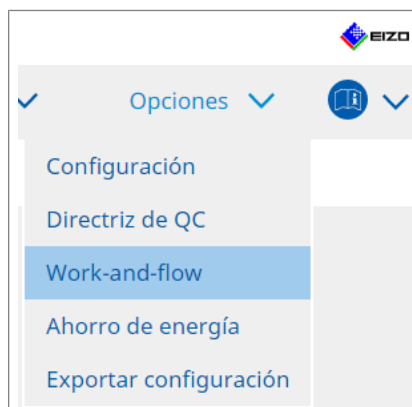 EIZO
Opciones
Configuración
Directriz de QC
Work-and-flow
Ahorro de energía
Exportar configuración